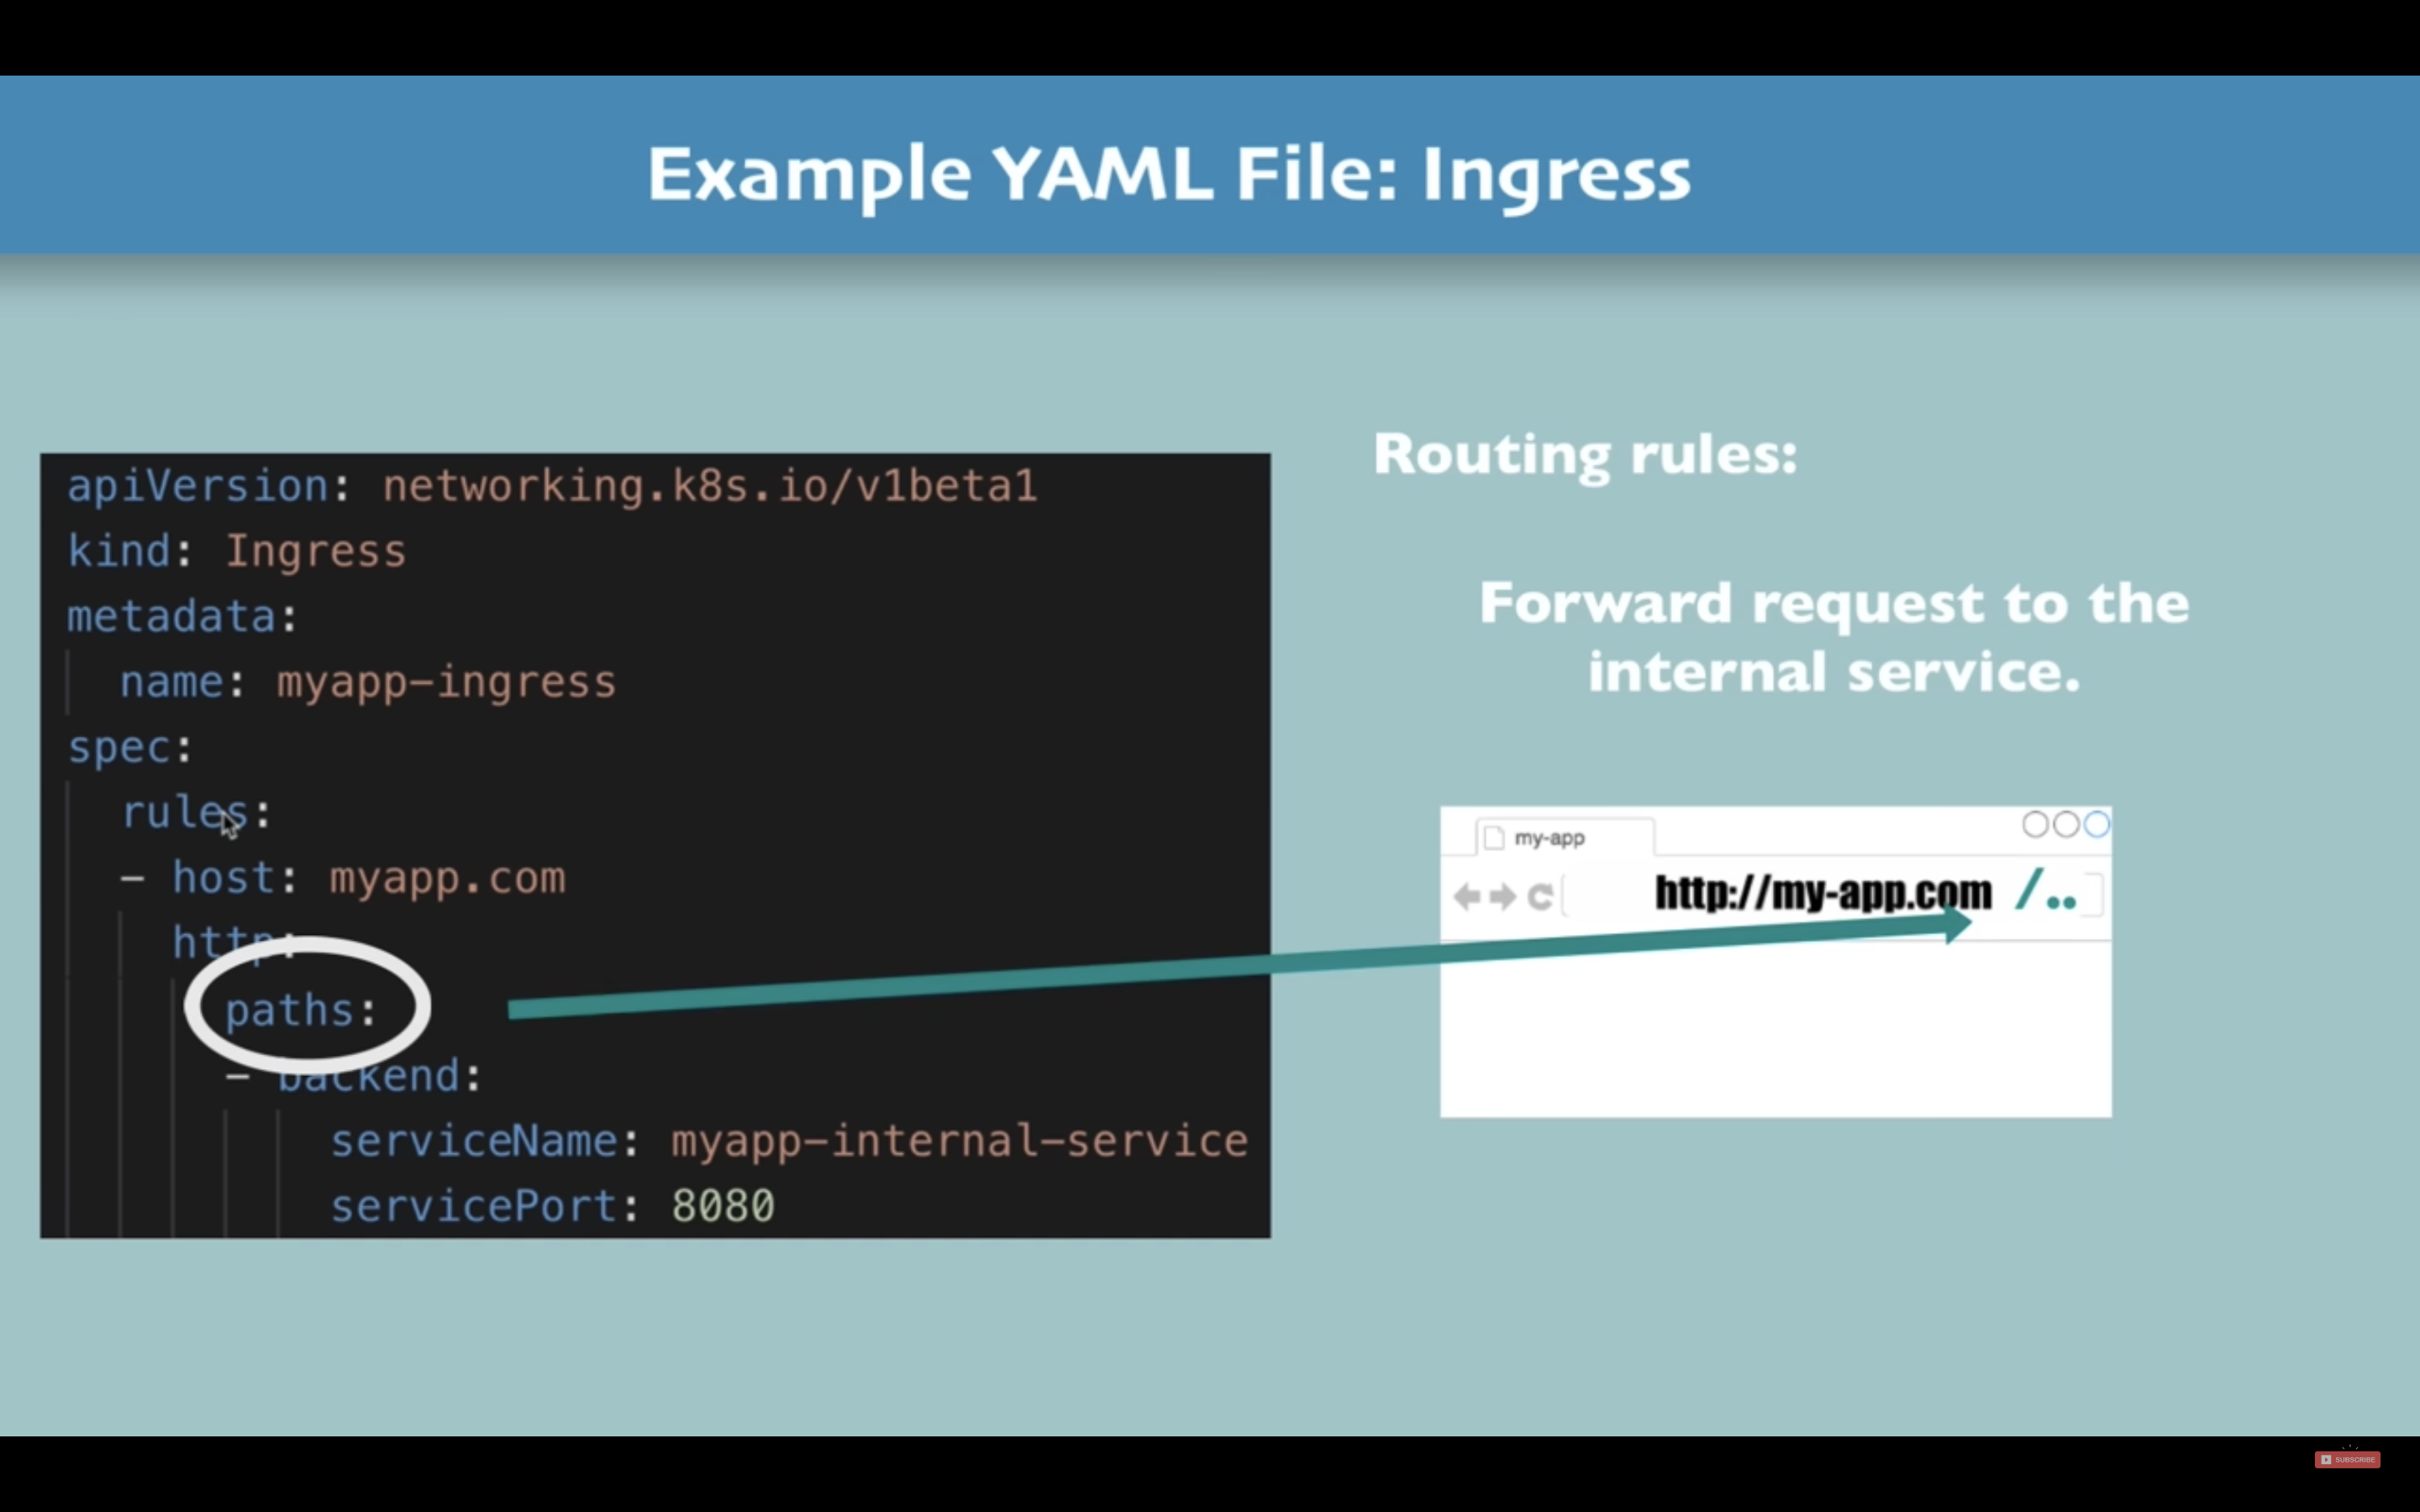 Example YAML File: Ingress
apiVersion: networking.k8s.io/v1beta1
kind: Ingress
metadata:
  name: myapp-ingress
spec:
  rules:
  - host: myapp.com
    http:
      paths:
      - backend:
          serviceName: myapp-internal-service
          servicePort: 8080
Routing rules:
Forward request to the
internal service.
my-app
http://my-app.com /..
SUBSCRIBE